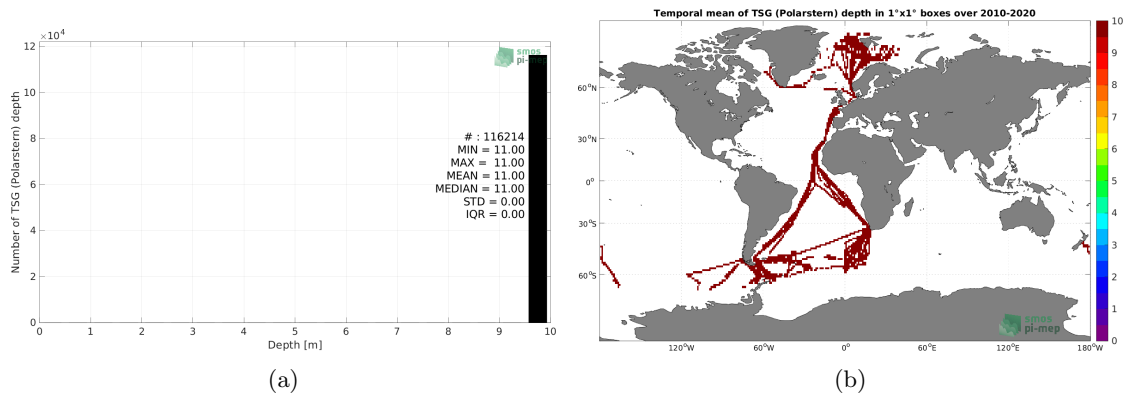 ×10⁴
12
10
8
6
4
2
0
Number of TSG (Polarstern) depth
smos
pi-mep
# : 116214
MIN = 11.00
MAX = 11.00
MEAN = 11.00
MEDIAN = 11.00
STD = 0.00
IQR = 0.00
0 1 2 3 4 5 6 7 8 9 10
Depth [m]
(a)
Temporal mean of TSG (Polarstern) depth in 1°x1° boxes over 2010-2020
60°N
30°N
0°
30°S
60°S
120°W 60°W 0° 60°E 120°E 180°W
smos
pi-mep
10
9
8
7
6
5
4
3
2
1
0
(b)